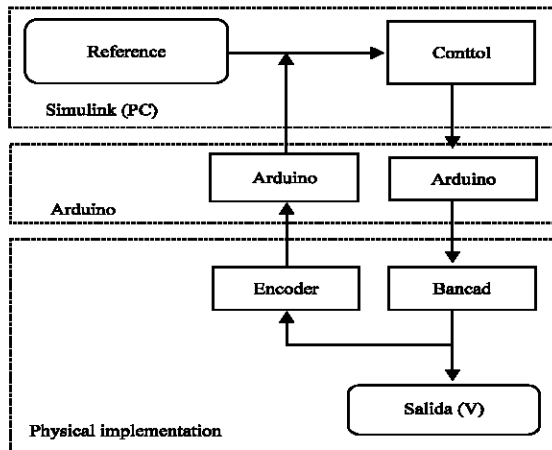 Reference
Conttol
Simulink (PC)
Arduino
Arduino
Arduino
Encoder
Bancad
Salida (V)
Physical implementation